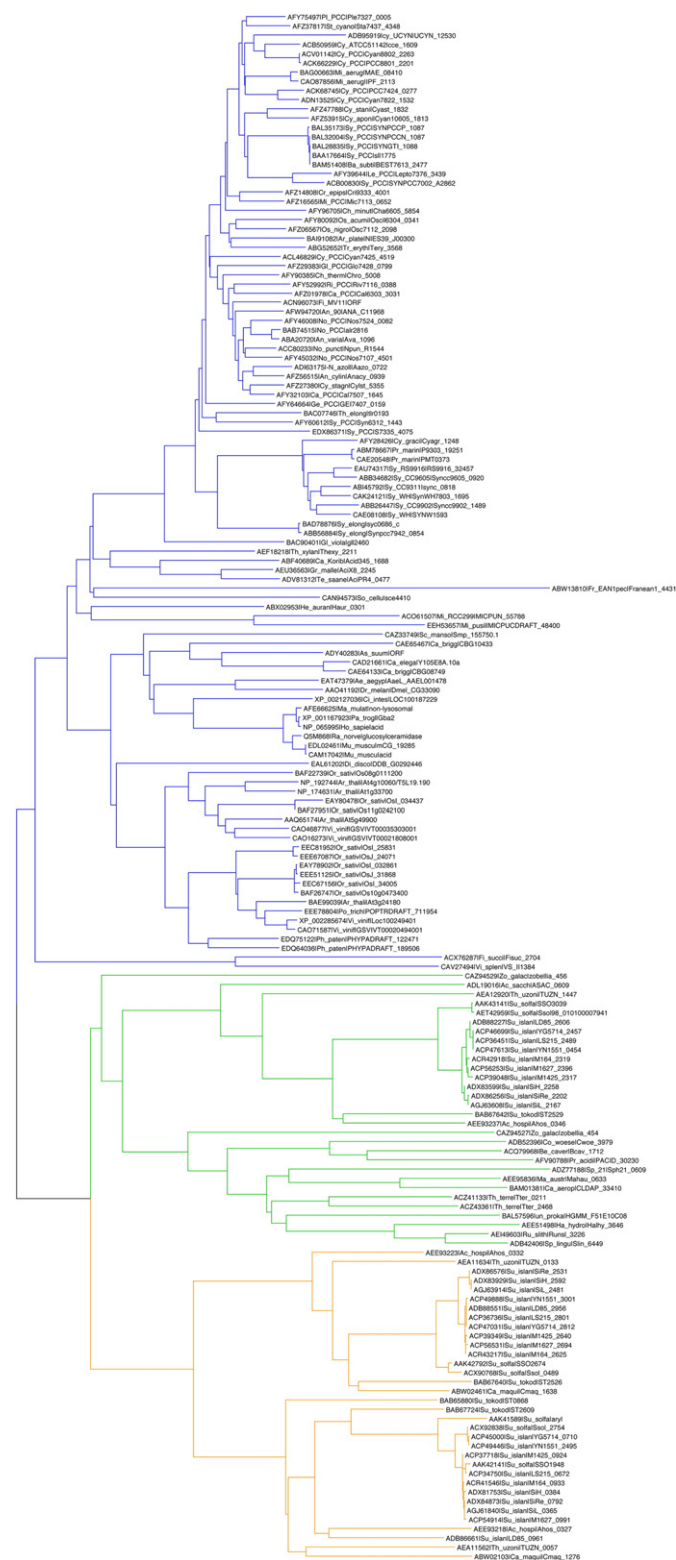 AFY75497|Pl_PCC|Ple7327_0005
AFZ37817|St_cyano|Sta7437_4348
ADB95919|cy_UCYN|UCYN_12530
ACB50959|Cy_ATCC51142|cce_1609
ACV01142|Cy_PCC|Cyan8802_2263
ACK66229|Cy_PCC|PCC8801_2201
BAG00663|Mi_aerug|MAE_08410
CAO87856|Mi_aerug|IPF_2113
ACK68745|Cy_PCC|PCC7424_0277
ADN13525|Cy_PCC|Cyan7822_1532
AFZ47788|Cy_stani|Cyast_1832
AFZ53915|Cy_aponi|Cyan10605_1813
BAL35173|Sy_PCC|SYNPCCP_1087
BAL32004|Sy_PCC|SYNPCCN_1087
BAL28835|Sy_PCC|SYNGTI_1088
BAA17664|Sy_PCC|sll1775
BAM51408|Ba_subti|BEST7613_2477
AFY39644|Le_PCC|Lepto7376_3439
ACB00830|Sy_PCC|SYNPCC7002_A2862
AFZ14808|Cr_epips|Cri9333_4001
AFZ16565|Mi_PCC|Mic7113_0652
AFY96705|Ch_minut|Cha6605_5854
AFY80092|Os_acumi|Oscil6304_0341
AFZ06567|Os_nigro|Osc7112_2098
BAI91082|Ar_plate|NIES39_J00300
ABG52652|Tr_eryth|Tery_3568
ACL46829|Cy_PCC|Cyan7425_4519
AFZ29383|Gl_PCC|Glo7428_0799
AFY90385|Ch_therm|Chro_5008
AFY52992|Ri_PCC|Riv7116_0388
AFZ01978|Ca_PCC|Cal6303_3031
ACN96073|Fi_MV11|ORF
AFW94720|An_90|ANA_C11968
AFY46008|No_PCC|Nos7524_0082
BAB74515|No_PCC|alr2816
ABA20720|An_varia|Ava_1096
ACC80233|No_punct|Npun_R1544
AFY45032|No_PCC|Nos7107_4501
ADI63175|-N_azoll|Aazo_0722
AFZ56515|An_cylin|Anacy_0939
AFZ27380|Cy_stagn|Cylst_5355
AFY32103|Ca_PCC|Cal7507_1645
AFY64664|Ge_PCC|GEI7407_0159
BAC07746|Th_elong|tlr0193
AFY60612|Sy_PCC|Syn6312_1443
EDX86371|Sy_PCC|S7335_4075
AFY28426|Cy_graci|Cyagr_1248
ABM78667|Pr_marin|P9303_19251
CAE20548|Pr_marin|PMT0373
EAU74317|Sy_RS9916|RS9916_32457
ABB34682|Sy_CC9605|Syncc9605_0920
ABI45792|Sy_CC9311|sync_0818
CAK24121|Sy_WH|SynWH7803_1695
ABB26447|Sy_CC9902|Syncc9902_1489
CAE08108|Sy_WH|SYNW1593
BAD78876|Sy_elong|syc0686_c
ABB56884|Sy_elong|Synpcc7942_0854
BAC90401|Gl_viola|gll2460
AEF18218|Th_xylan|Thexy_2211
ABF40689|Ca_Korib|Acid345_1688
AEU36563|Gr_malle|AciX8_2245
ADV81312|Te_saane|AciPR4_0477
ABW13810|Fr_EAN1pec|Franean1_4431
CAN94573|So_cellu|sce4410
ABX02953|He_auran|Haur_0301
ACO61507|Mi_RCC299|MICPUN_55788
EEH53657|Mi_pusil|MICPUCDRAFT_48400
CAZ33749|Sc_manso|Smp_155750.1
CAE65467|Ca_brigg|CBG10433
ADY40283|As_suum|ORF
CAD21661|Ca_elega|Y105E8A.10a
CAE64133|Ca_brigg|CBG08749
EAT47379|Ae_aegyp|AaeL_AAEL001478
AAO41192|Dr_melan|Dmel_CG33090
XP_002127036|Ci_intes|LOC100187229
AFE66625|Ma_mulat|non-lysosomal
XP_001167923|Pa_trogl|Gba2
NP_065995|Ho_sapie|acid
Q5M868|Ra_norve|glucosylceramidase
EDL02461|Mu_muscu|mCG_19285
CAM17042|Mu_muscu|acid
EAL61202|Di_disco|DDB_G0292446
BAF22739|Or_sativ|Os08g0111200
NP_192744|Ar_thali|At4g10060/T5L19.190
NP_174631|Ar_thali|At1g33700
EAY80478|Or_sativ|OsI_034437
BAF27951|Or_sativ|Os11g0242100
AAQ65174|Ar_thali|At5g49900
CAO46877|Vi_vinif|GSVIVT00035303001
CAO16273|Vi_vinif|GSVIVT00021808001
EEC81952|Or_sativ|OsI_25831
EEE67087|Or_sativ|OsJ_24071
EAY78902|Or_sativ|OsI_032861
EEE51125|Or_sativ|OsJ_31868
EEC67156|Or_sativ|OsI_34005
BAF26747|Or_sativ|Os10g0473400
BAE99039|Ar_thali|At3g24180
EEE78804|Po_trich|POPTRDRAFT_711954
XP_002285674|Vi_vinif|Loc100249401
CAO71587|Vi_vinif|GSVIVT00020494001
EDQ75122|Ph_paten|PHYPADRAFT_122471
EDQ64036|Ph_paten|PHYPADRAFT_189506
ACX76287|Fi_succi|Fisuc_2704
CAV27494|Vi_splen|VS_II1384
CAZ94529|Zo_galac|zobellia_456
ADL19016|Ac_sacch|ASAC_0609
AEA12920|Th_uzoni|TUZN_1447
AAK43141|Su_solfa|SSO3039
AET42959|Su_solfa|Ssol98_010100007941
ADB88227|Su_islan|LD85_2606
ACP46699|Su_islan|YG5714_2457
ACP36451|Su_islan|LS215_2489
ACP47613|Su_islan|YN1551_0454
ACR42918|Su_islan|M164_2319
ACP56253|Su_islan|M1627_2396
ACP39048|Su_islan|M1425_2317
ADX83599|Su_islan|SiH_2258
ADX86256|Su_islan|SiRe_2202
AGJ63608|Su_islan|SiL_2167
BAB67642|Su_tokod|ST2529
AEE93237|Ac_hospi|Ahos_0346
CAZ94527|Zo_galac|zobellia_454
ADB52396|Co_woese|Cwoe_3979
ACQ79968|Be_caver|Bcav_1712
AFV90788|Pr_acidi|PACID_30230
ADZ77188|Sp_21|Sph21_0609
AEE95836|Ma_austr|Mahau_0633
BAM01381|Ca_aerop|CLDAP_33410
ACZ41133|Th_terre|Tter_0211
ACZ43361|Th_terre|Tter_2468
BAL57596|un_proka|HGMM_F51E10C08
AEE51498|Ha_hydro|Halhy_3646
AEI49603|Ru_slith|Runsl_3226
ADB42406|Sp_lingu|Slin_6449
AEE93223|Ac_hospi|Ahos_0332
AEA11634|Th_uzoni|TUZN_0133
ADX86576|Su_islan|SiRe_2531
ADX83929|Su_islan|SiH_2592
AGJ63914|Su_islan|SiL_2481
ACP49888|Su_islan|YN1551_3001
ADB88551|Su_islan|LD85_2956
ACP36736|Su_islan|LS215_2801
ACP47031|Su_islan|YG5714_2812
ACP39349|Su_islan|M1425_2640
ACP56531|Su_islan|M1627_2694
ACR43217|Su_islan|M164_2625
AAK42792|Su_solfa|SSO2674
ACX90768|Su_solfa|Ssol_0489
BAB67640|Su_tokod|ST2526
ABW02461|Ca_maqui|Cmaq_1638
BAB65880|Su_tokod|ST0868
BAB67724|Su_tokod|ST2609
AAK41589|Su_solfa|aryl
ACX92838|Su_solfa|Ssol_2754
ACP45000|Su_islan|YG5714_0710
ACP49446|Su_islan|YN1551_2495
ACP37718|Su_islan|M1425_0924
AAK42141|Su_solfa|SSO1948
ACP34750|Su_islan|LS215_0672
ACR41546|Su_islan|M164_0933
ADX81753|Su_islan|SiH_0384
ADX84873|Su_islan|SiRe_0792
AGJ61840|Su_islan|SiL_0365
ACP54914|Su_islan|M1627_0991
AEE93218|Ac_hospi|Ahos_0327
ADB86661|Su_islan|LD85_0961
AEA11562|Th_uzoni|TUZN_0057
ABW02103|Ca_maqui|Cmaq_1276